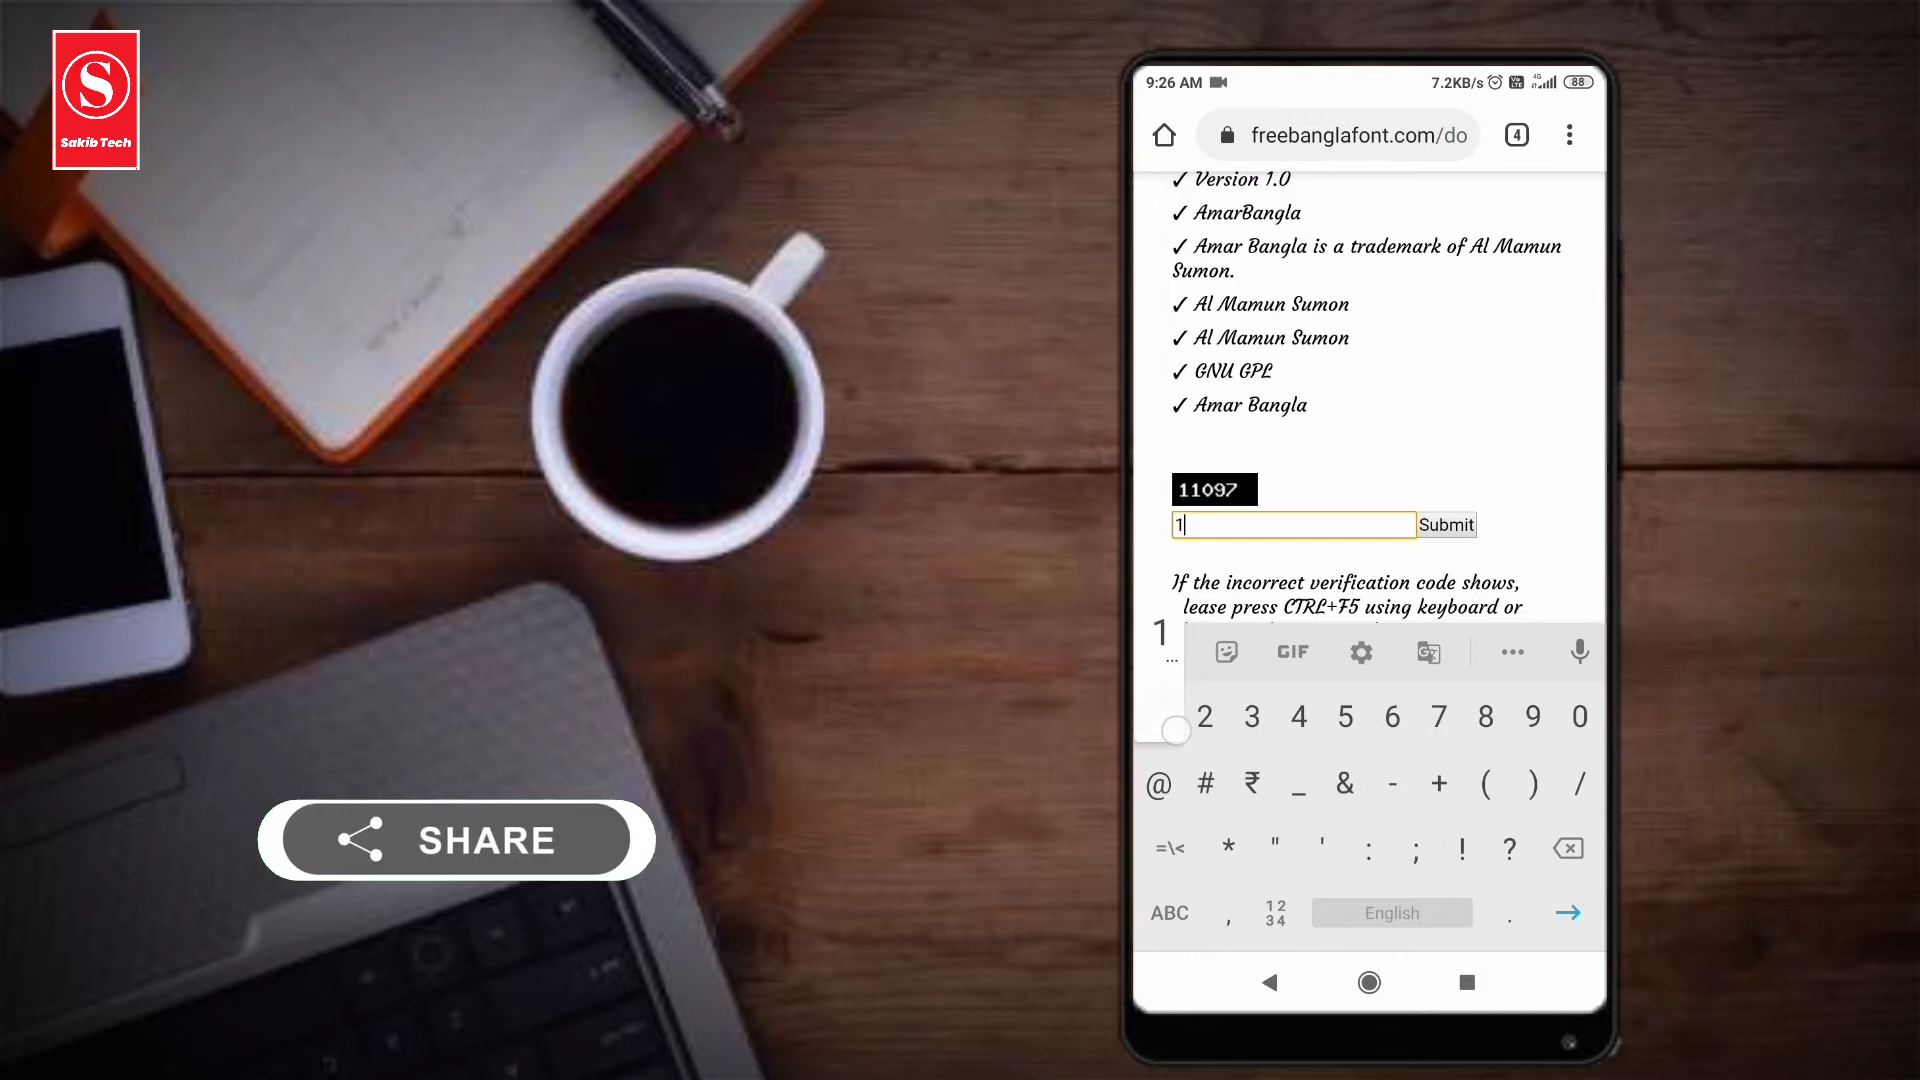 S
Sakib Tech
SHARE
9:26 AM
7.2KB/s
Vo
LTE
4G
88
freebanglafont.com/do
4
✓ Version 1.0
✓ AmarBangla
✓ Amar Bangla is a trademark of Al Mamun
Sumon.
✓ Al Mamun Sumon
✓ Al Mamun Sumon
✓ GNU GPL
✓ Amar Bangla
11097
1
Submit
If the incorrect verification code shows,
lease press CTRL+F5 using keyboard or
1
...
GIF
2 3 4 5 6 7 8 9 0
@ # ₹ _ & - + ( ) /
=\< * " ' : ; ! ?
ABC , 12 34 English .